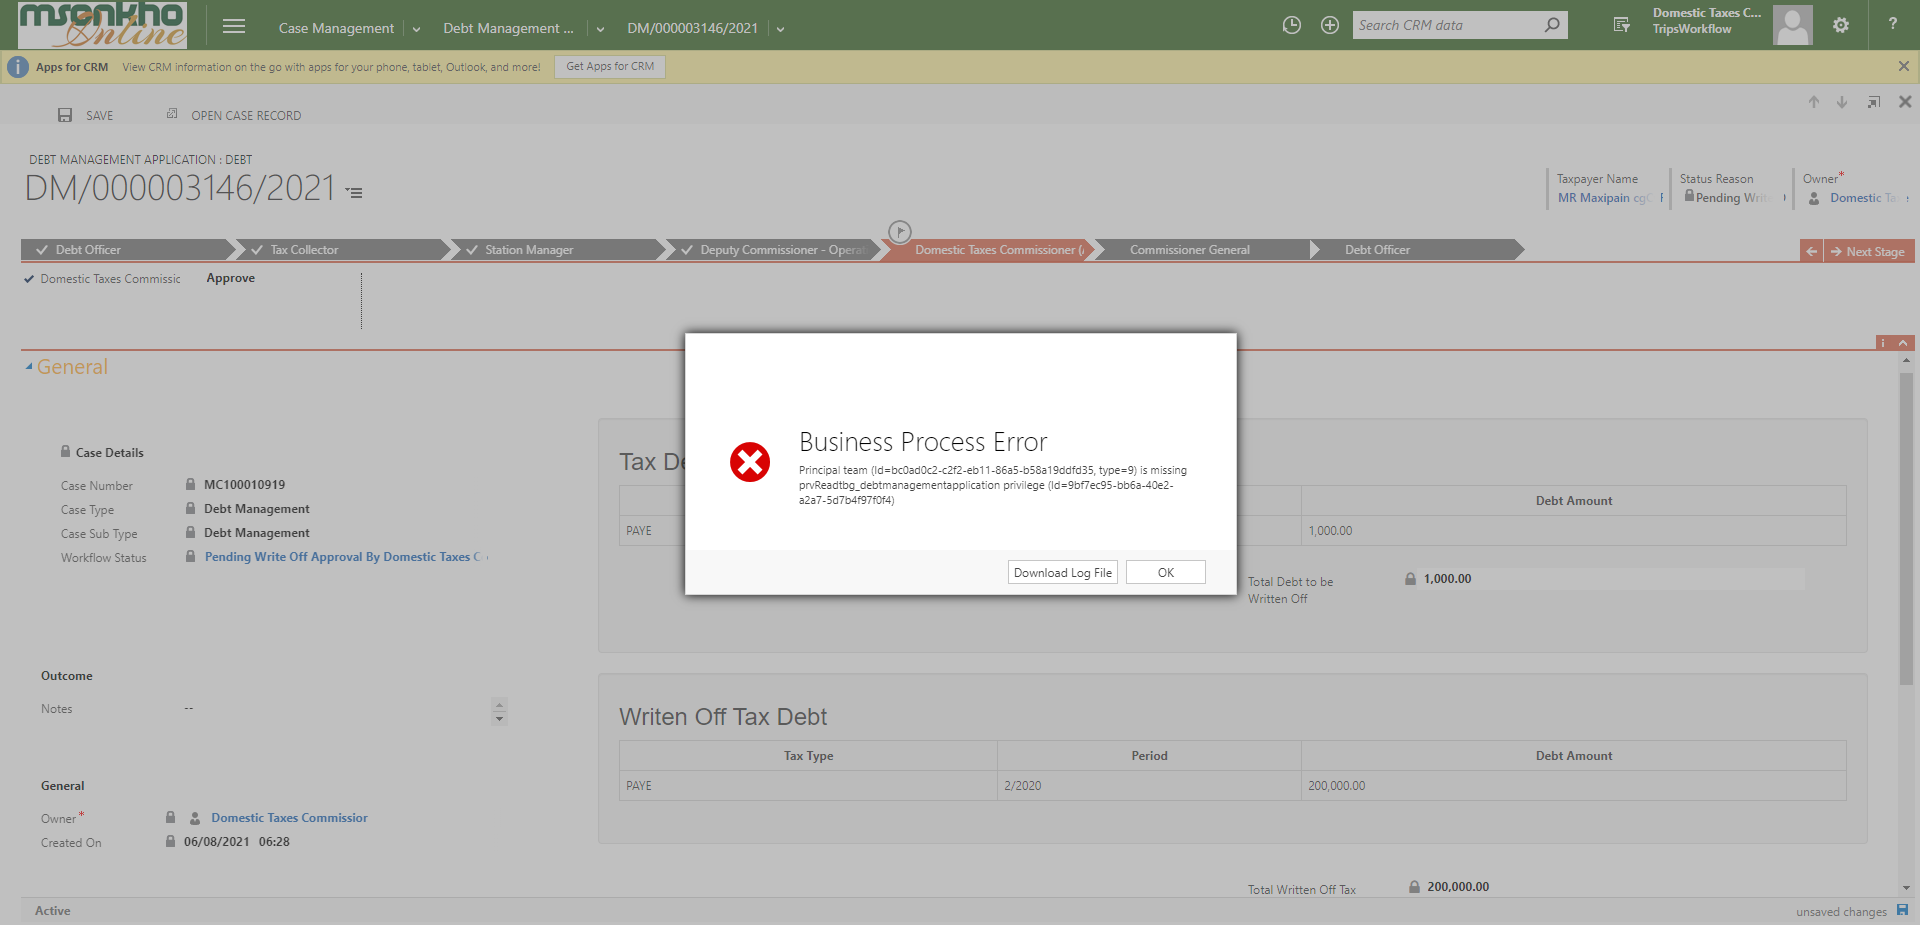 msonkho
Online
Case Management
Debt Management ...
DM/000003146/2021
Search CRM data
Domestic Taxes C...
TripsWorkflow
?
Apps for CRM
View CRM information on the go with apps for your phone, tablet, Outlook, and more!
Get Apps for CRM
SAVE
OPEN CASE RECORD
DEBT MANAGEMENT APPLICATION : DEBT
DM/000003146/2021
Taxpayer Name
MR Maxipain
Status Reason
Pending Writ
Owner*
Domestic Ta
Debt Officer
Tax Collector
Station Manager
Deputy Commissioner - Operat
Domestic Taxes Commissioner (
Commissioner General
Debt Officer
Next Stage
Domestic Taxes Commissic
Approve
General
Case Details
Case Number
MC100010919
Case Type
Debt Management
Case Sub Type
Debt Management
Workflow Status
Pending Write Off Approval By Domestic Taxes C
Outcome
Notes
--
General
Owner*
Domestic Taxes Commissior
Created On
06/08/2021 06:28
Tax De
Debt Amount
PAYE
1,000.00
Total Debt to be
Written Off
1,000.00
Business Process Error
Principal team (Id=bc0ad0c2-c2f2-eb11-86a5-b58a19ddfd35, type=9) is missing
prvReadtbg_debtmanagementapplication privilege (Id=9bf7ec95-bb6a-40e2-
a2a7-5d7b4f97f0f4)
Download Log File
OK
Writen Off Tax Debt
Tax Type
Period
Debt Amount
PAYE
2/2020
200,000.00
Total Written Off Tax
200,000.00
Active
unsaved changes